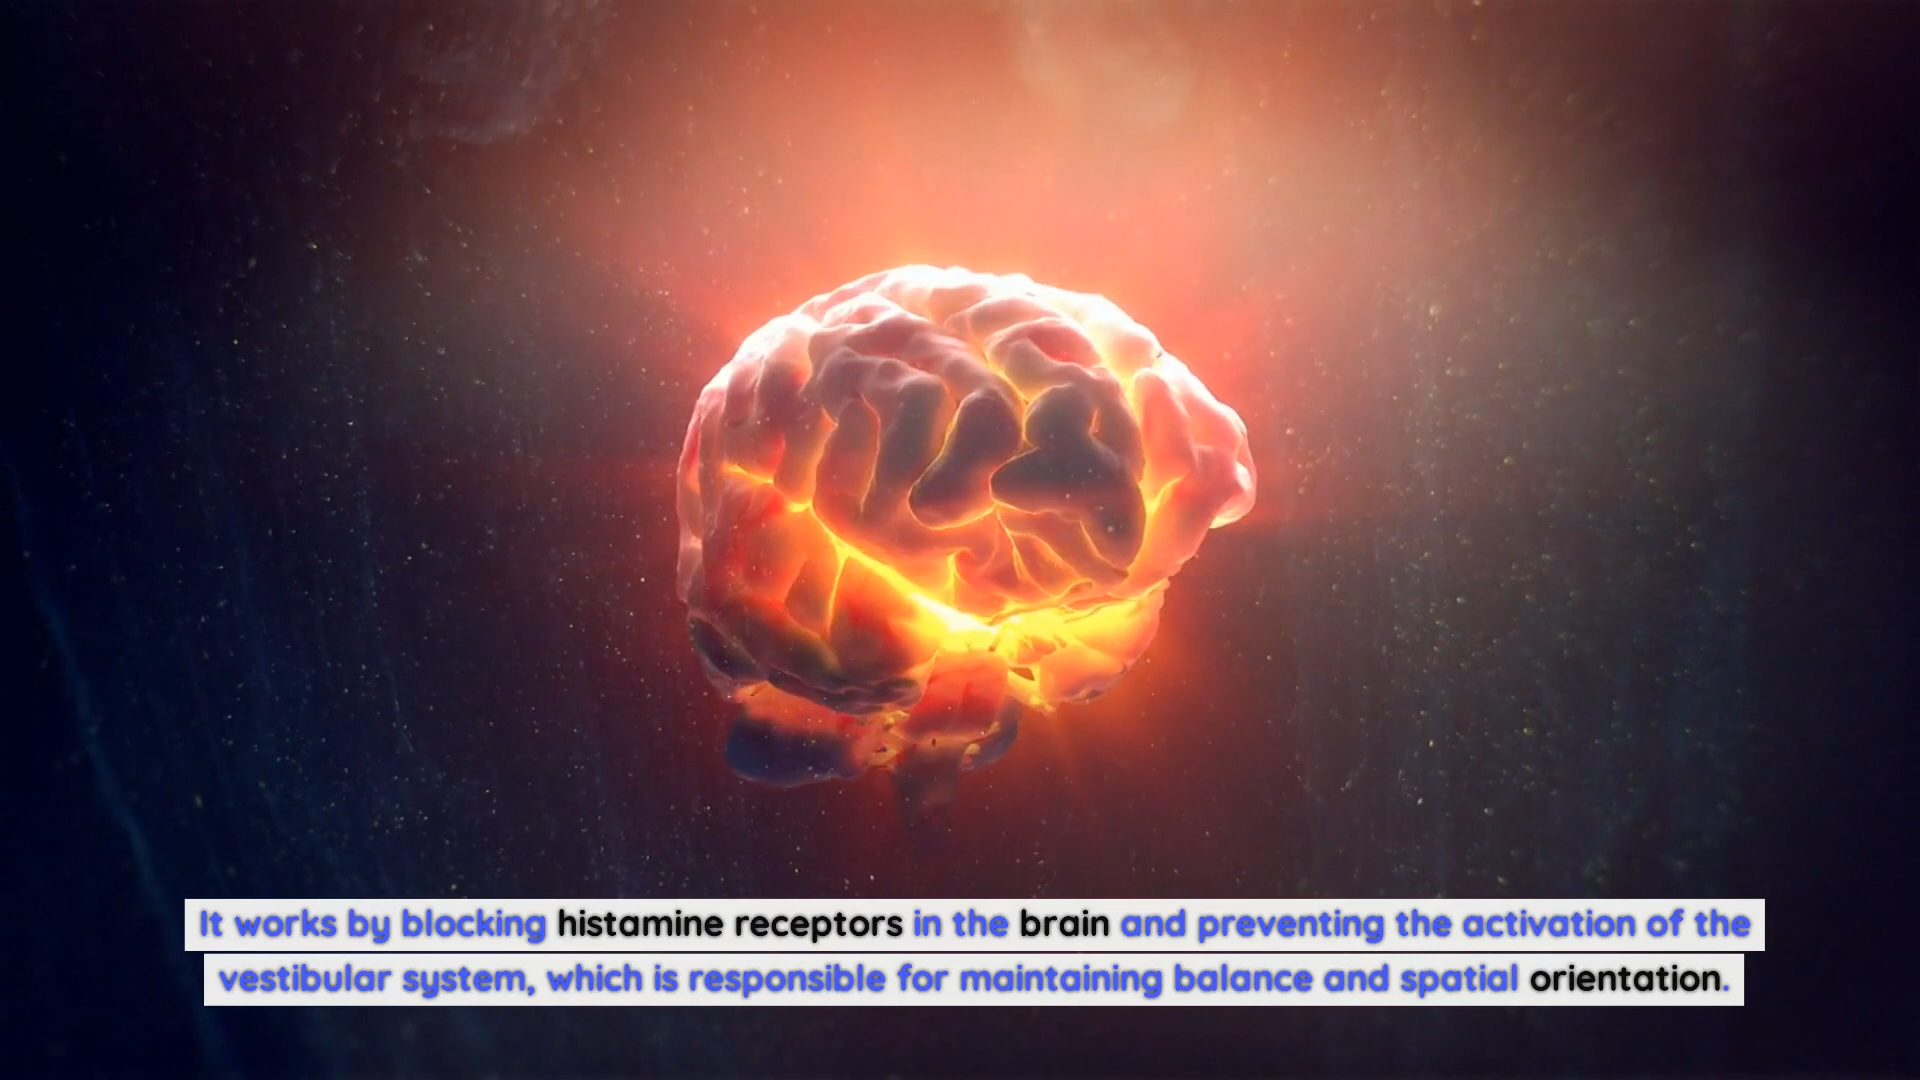 It works by blocking histamine receptors in the brain and preventing the activation of the
vestibular system, which is responsible for maintaining balance and spatial orientation.